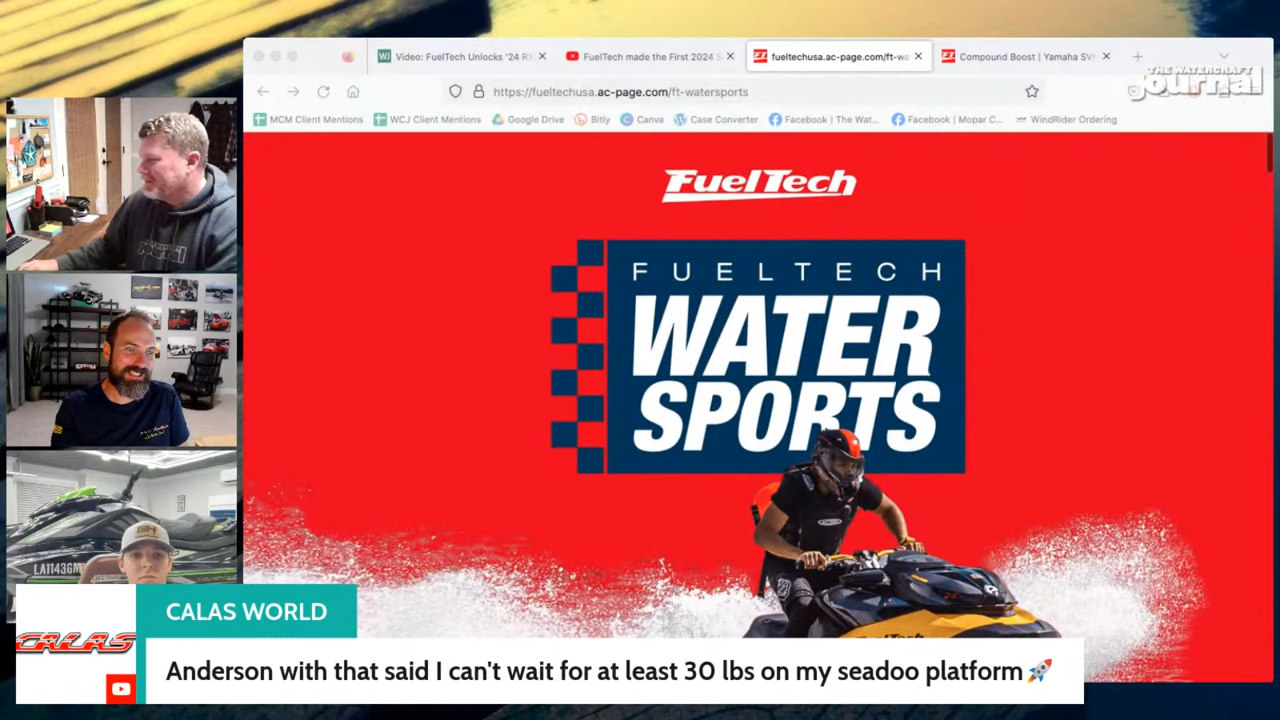 Video: FuelTech Unlocks '24 RX
FuelTech made the First 2024 S
fueltechusa.ac-page.com/ft-wa
Compound Boost | Yamaha SV
THE WATERCRAFT
Journal
https://fueltechusa.ac-page.com/ft-watersports
MCM Client Mentions
WCJ Client Mentions
Google Drive
Bitly
Canva
Case Converter
Facebook | The Wat...
Facebook | Mopar C...
WindRider Ordering
FuelTech
FUELTECH
WATER
SPORTS
FuelTech
LA1143GM
CALAS WORLD
CALAS
Anderson with that said I can't wait for at least 30 lbs on my seadoo platform🚀